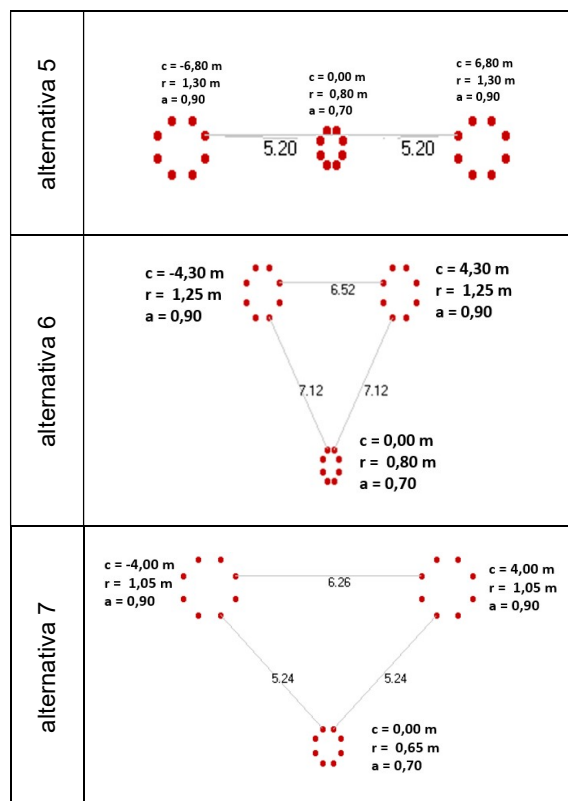 alternativa 5
c = -6,80 m
r = 1,30 m
a = 0,90
c = 0,00 m
r = 0,80 m
a = 0,70
c = 6,80 m
r = 1,30 m
a = 0,90
5.20
5.20
alternativa 6
c = -4,30 m
r = 1,25 m
a = 0,90
c = 4,30 m
r = 1,25 m
a = 0,90
6.52
7.12
7.12
c = 0,00 m
r = 0,80 m
a = 0,70
alternativa 7
c = -4,00 m
r = 1,05 m
a = 0,90
c = 4,00 m
r = 1,05 m
a = 0,90
6.26
5.24
5.24
c = 0,00 m
r = 0,65 m
a = 0,70